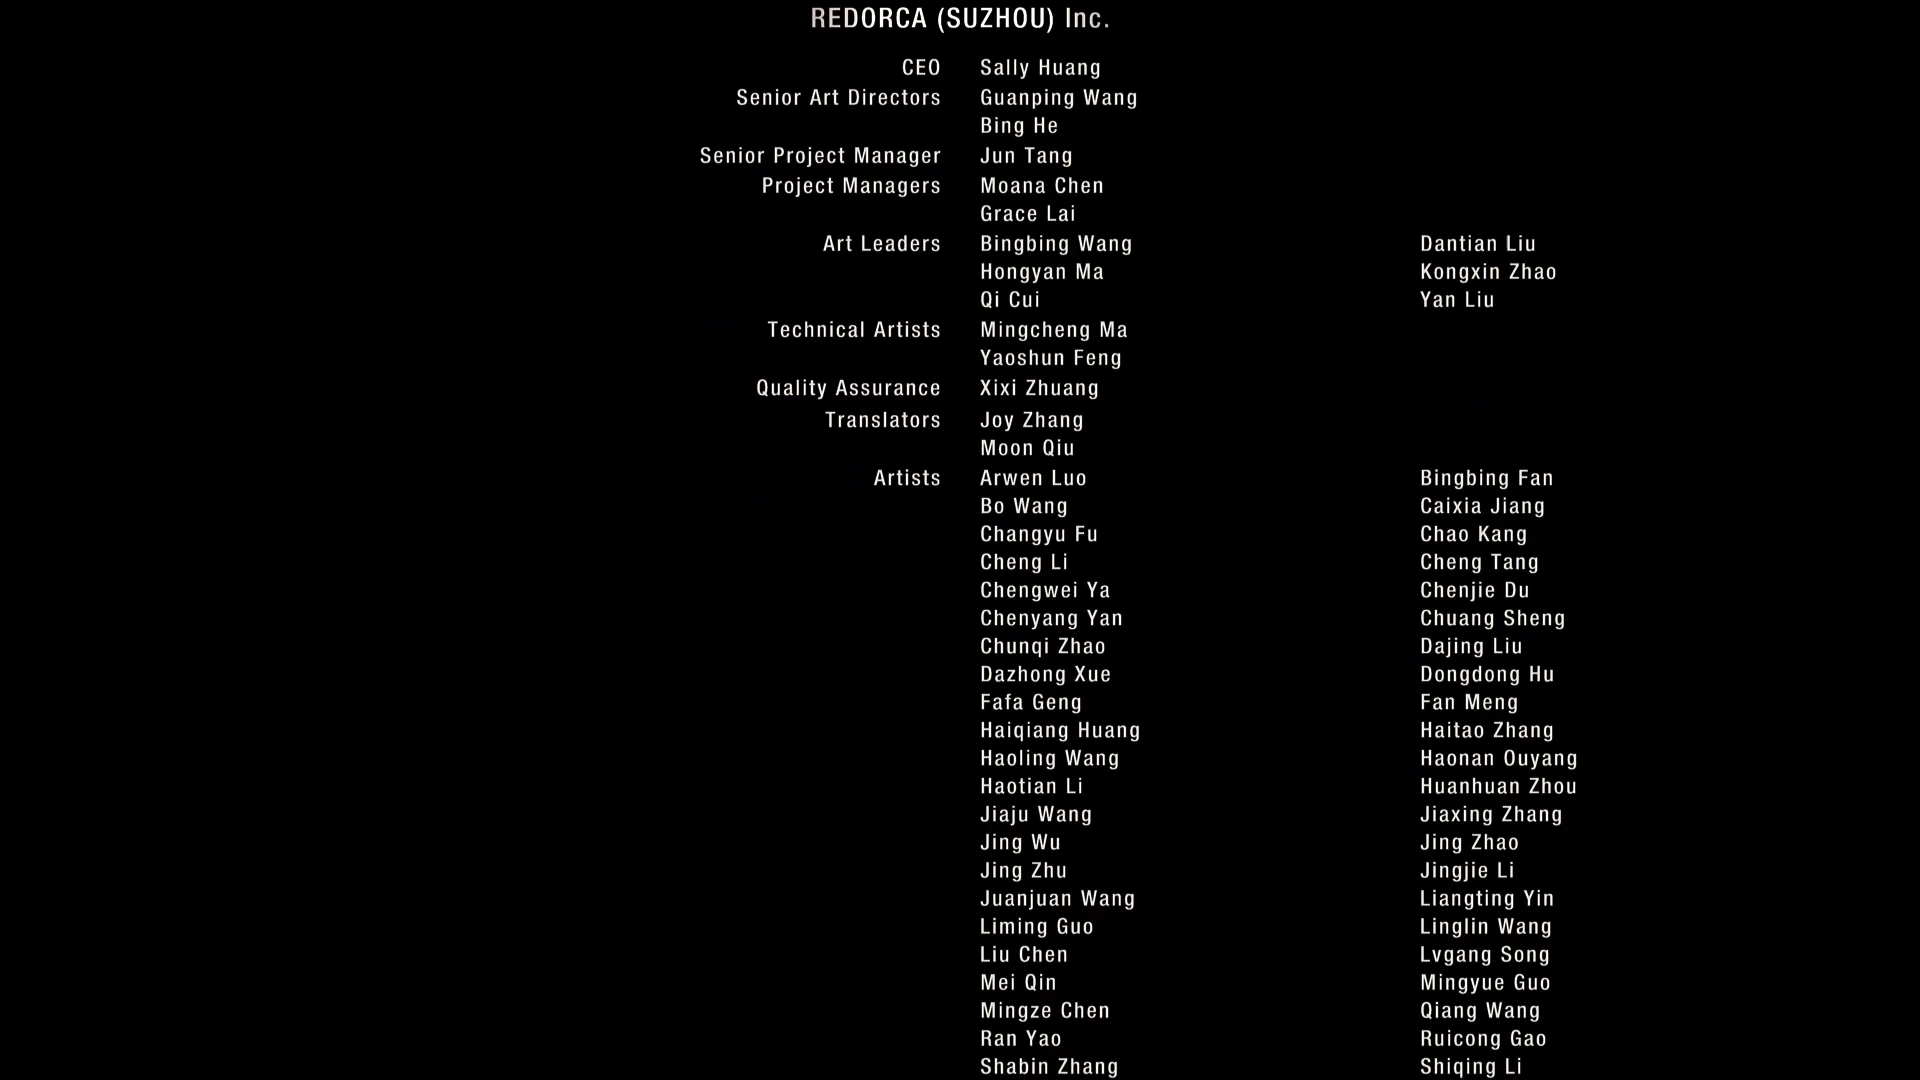 REDORCA (SUZHOU) Inc.
CEO Sally Huang
Senior Art Directors Guanping Wang
Bing He
Senior Project Manager Jun Tang
Project Managers Moana Chen
Grace Lai
Art Leaders Bingbing Wang Dantian Liu
Hongyan Ma Kongxin Zhao
Qi Cui Yan Liu
Technical Artists Mingcheng Ma
Yaoshun Feng
Quality Assurance Xixi Zhuang
Translators Joy Zhang
Moon Qiu
Artists Arwen Luo Bingbing Fan
Bo Wang Caixia Jiang
Changyu Fu Chao Kang
Cheng Li Cheng Tang
Chengwei Ya Chenjie Du
Chenyang Yan Chuang Sheng
Chunqi Zhao Dajing Liu
Dazhong Xue Dongdong Hu
Fafa Geng Fan Meng
Haiqiang Huang Haitao Zhang
Haoling Wang Haonan Ouyang
Haotian Li Huanhuan Zhou
Jiaju Wang Jiaxing Zhang
Jing Wu Jing Zhao
Jing Zhu Jingjie Li
Juanjuan Wang Liangting Yin
Liming Guo Linglin Wang
Liu Chen Lvgang Song
Mei Qin Mingyue Guo
Mingze Chen Qiang Wang
Ran Yao Ruicong Gao
Shabin Zhang Shiqing Li